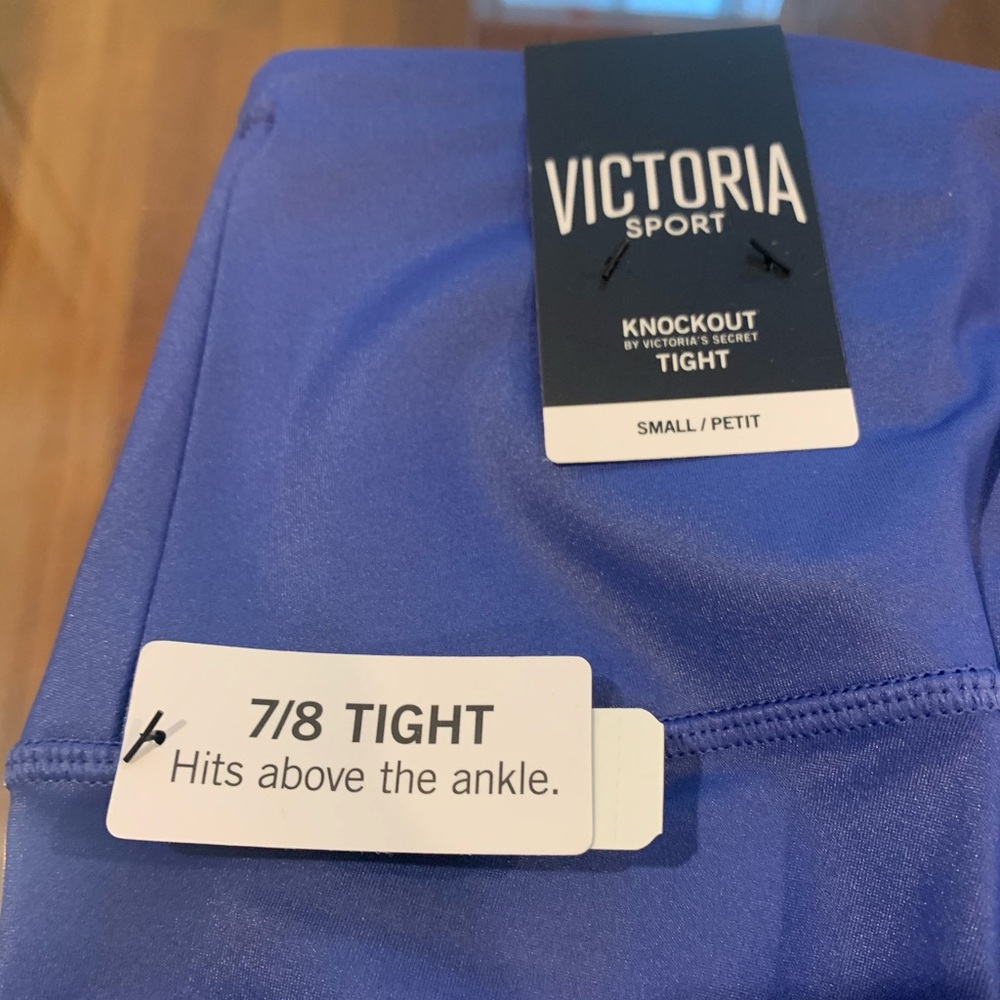 VICTORIA
SPORT
KNOCKOUT
BY VICTORIA'S SECRET
TIGHT
SMALL / PETIT
7/8 TIGHT
Hits above the ankle.